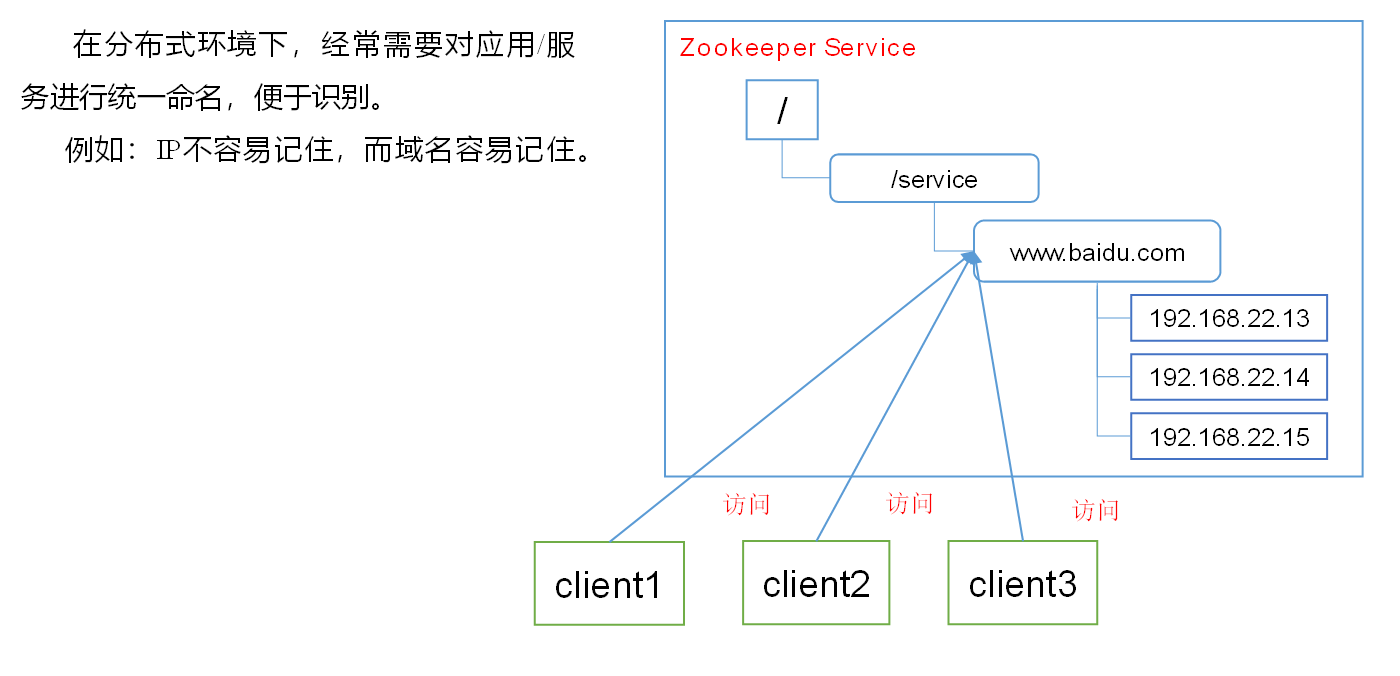 在分布式环境下，经常需要对应用/服
务进行统一命名，便于识别。
例如：IP不容易记住，而域名容易记住。
Zookeeper Service
/
/service
www.baidu.com
192.168.22.13
192.168.22.14
192.168.22.15
访问
访问
访问
client1
client2
client3